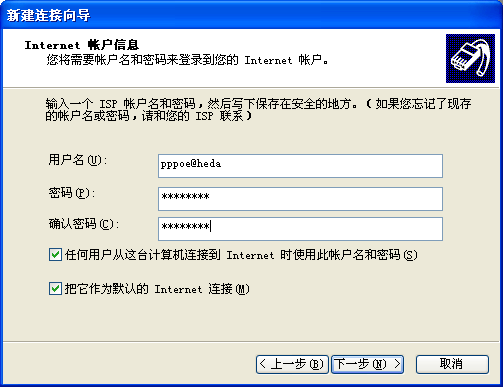 新建连接向导
Internet 帐户信息
您将需要帐户名和密码来登录到您的 Internet 帐户。
输入一个 ISP 帐户名和密码,然后写下保存在安全的地方。(如果您忘记了现存
的帐户名或密码,请和您的 ISP 联系)
用户名(U):
pppoe@heda
密码(P):
********
确认密码(C):
********
任何用户从这台计算机连接到 Internet 时使用此帐户名和密码(S)
把它作为默认的 Internet 连接(M)
< 上一步(B) 下一步(N) > 取消